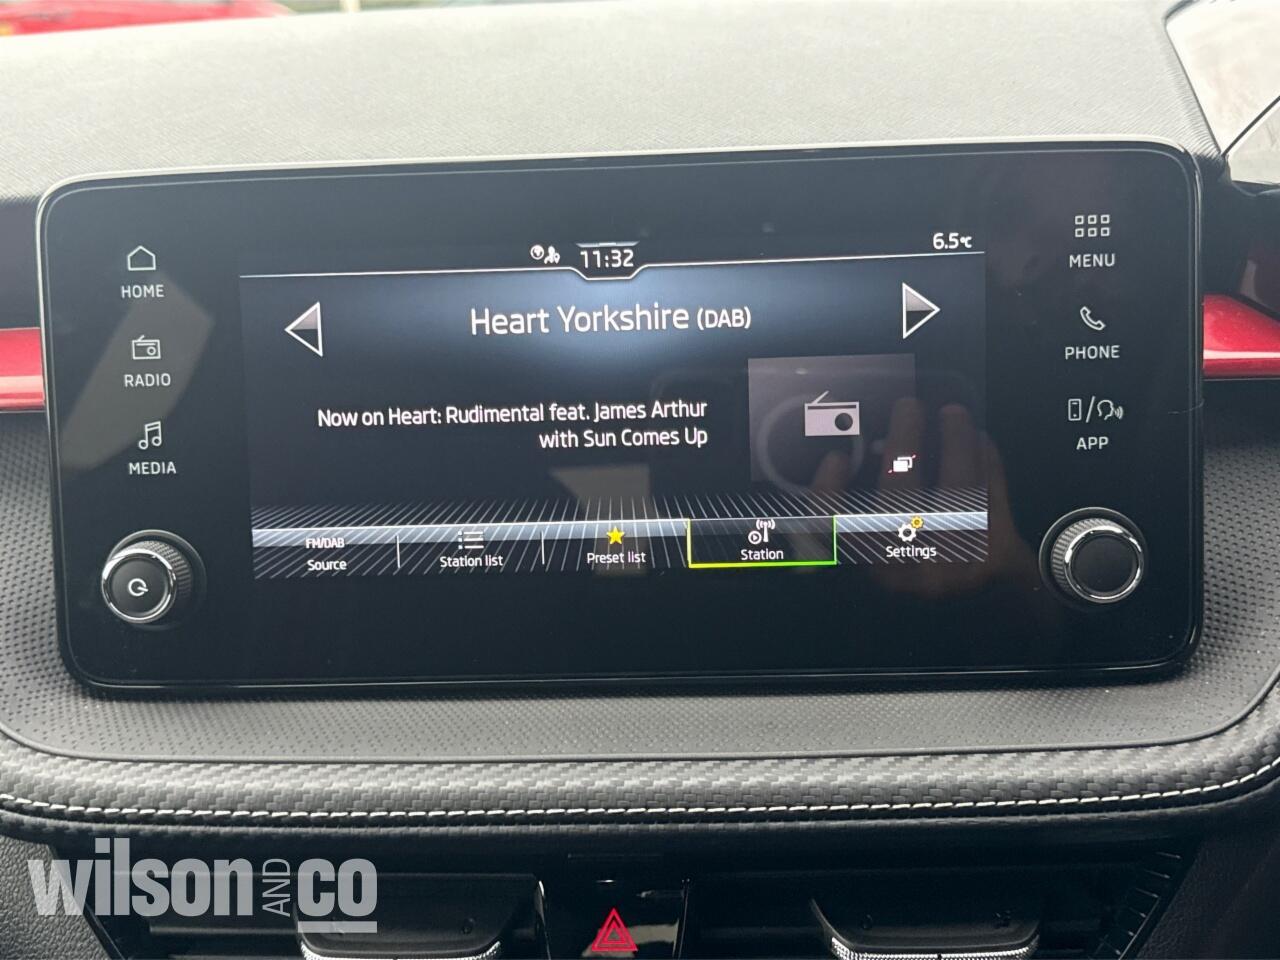 11:32
6.5°C
HOME
RADIO
MEDIA
Heart Yorkshire (DAB)
Now on Heart: Rudimental feat. James Arthur
with Sun Comes Up
FM/DAB
Source
Station list
Preset list
Station
Settings
MENU
PHONE
APP
wilson AND co